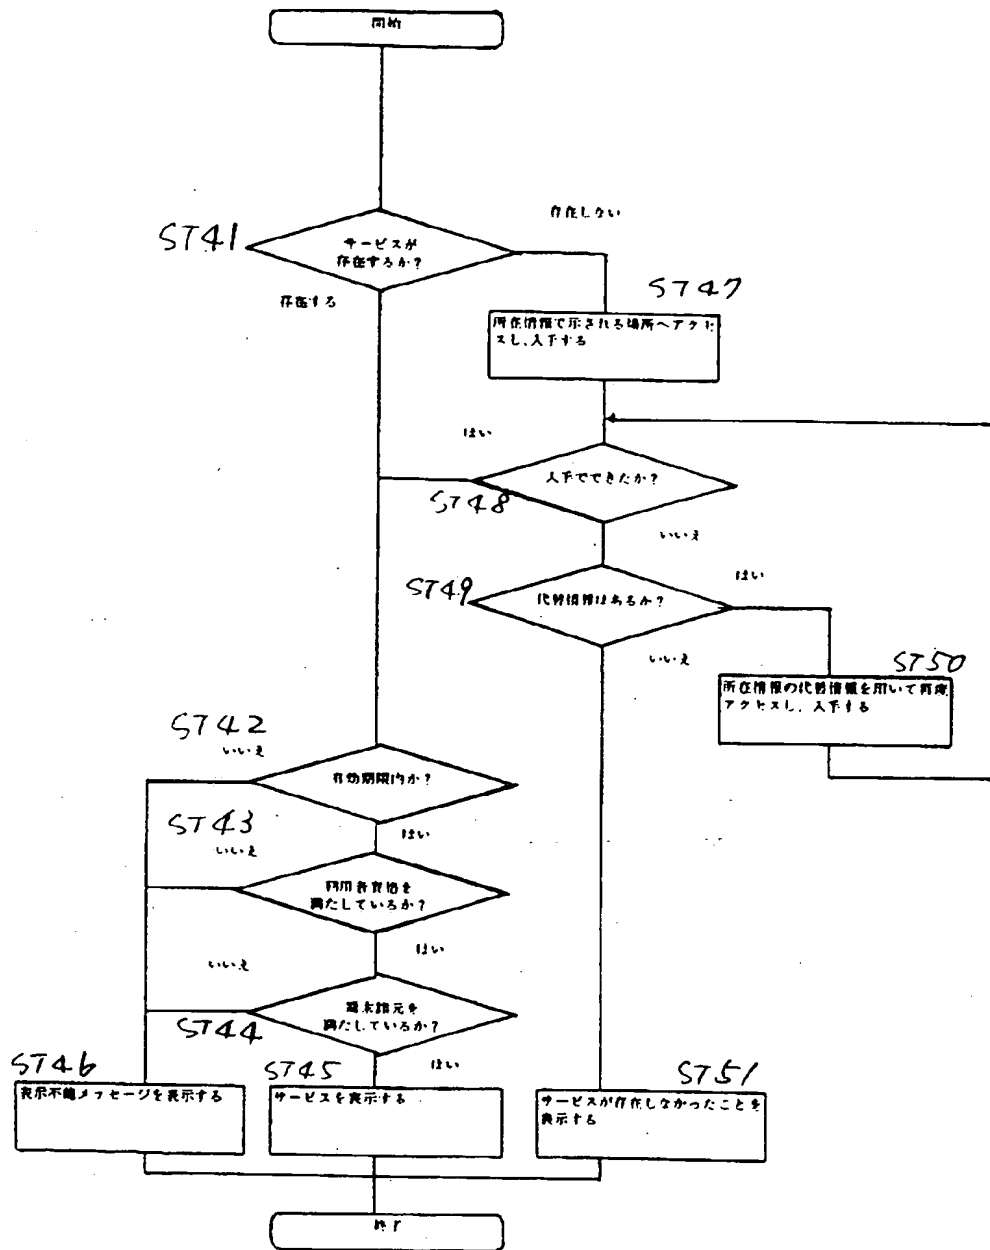 開始
存在しない
ST41
サービスが
存在するか？
存在する
ST47
所在情報で示される場所へアクセ
スし、入手する
はい
入手でできたか？
ST48
いいえ
はい
ST49
代替情報はあるか？
いいえ
ST50
所在情報の代替情報を用いて再度
アクセスし、入手する
ST42
いいえ
有効期限内か？
ST43
はい
いいえ
利用者資格を
満たしているか？
はい
いいえ
端末諸元を
満たしているか？
ST44
はい
ST46
表示不能メッセージを表示する
ST45
サービスを表示する
ST51
サービスが存在しなかったことを
表示する
終了